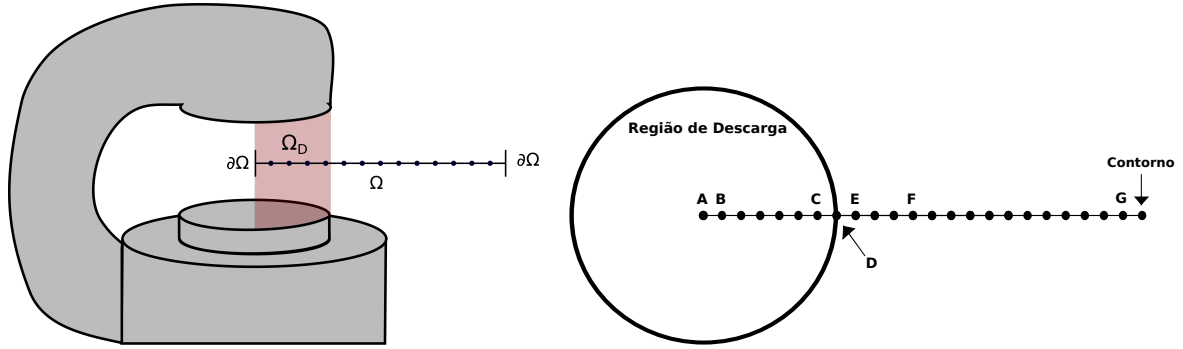 Ω_D
∂Ω
∂Ω
Ω
Região de Descarga
Contorno
A B C E F G
D